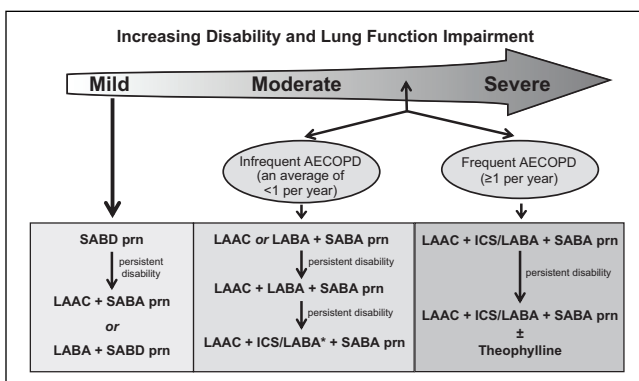 Increasing Disability and Lung Function Impairment
Mild
Moderate
Severe
Infrequent AECOPD
(an average of
<1 per year)
Frequent AECOPD
(≥1 per year)
SABD prn
persistent
disability
LAAC + SABA prn
or
LABA + SABD prn
LAAC or LABA + SABA prn
persistent disability
LAAC + LABA + SABA prn
persistent disability
LAAC + ICS/LABA* + SABA prn
LAAC + ICS/LABA + SABA prn
persistent disability
LAAC + ICS/LABA + SABA prn
±
Theophylline